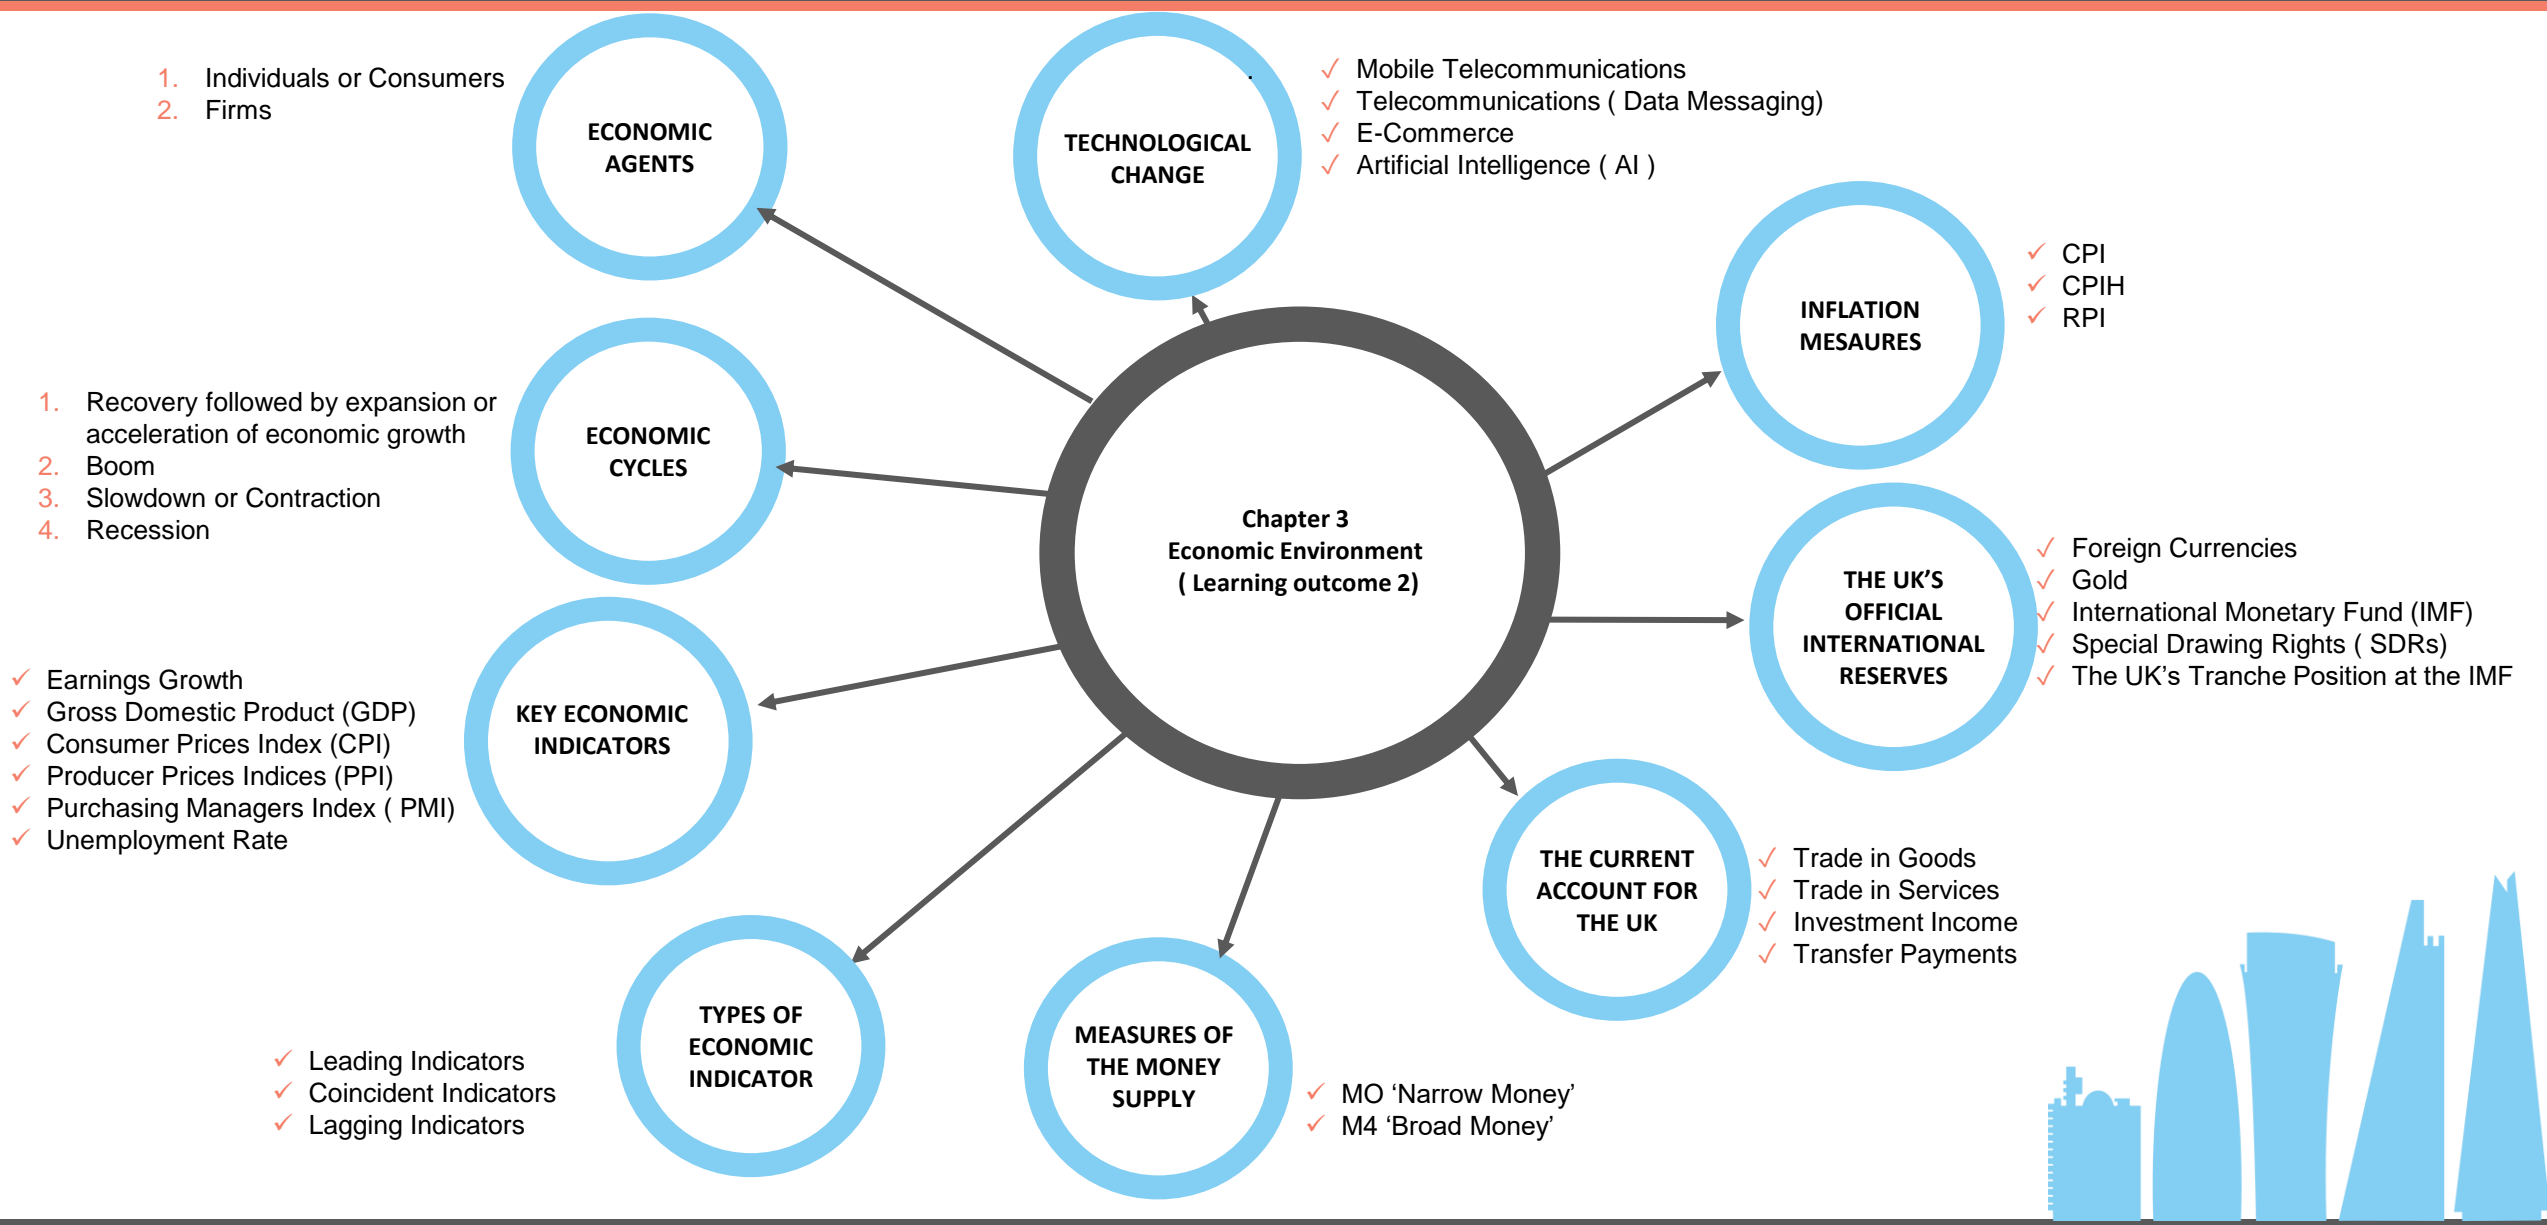 1. Individuals or Consumers
2. Firms
ECONOMIC
AGENTS
TECHNOLOGICAL
CHANGE
.
✓ Mobile Telecommunications
✓ Telecommunications ( Data Messaging)
✓ E-Commerce
✓ Artificial Intelligence ( AI )
INFLATION
MESAURES
✓ CPI
✓ CPIH
✓ RPI
1. Recovery followed by expansion or
acceleration of economic growth
2. Boom
3. Slowdown or Contraction
4. Recession
ECONOMIC
CYCLES
Chapter 3
Economic Environment
( Learning outcome 2)
THE UK’S
OFFICIAL
INTERNATIONAL
RESERVES
✓ Foreign Currencies
✓ Gold
✓ International Monetary Fund (IMF)
✓ Special Drawing Rights ( SDRs)
✓ The UK’s Tranche Position at the IMF
✓ Earnings Growth
✓ Gross Domestic Product (GDP)
✓ Consumer Prices Index (CPI)
✓ Producer Prices Indices (PPI)
✓ Purchasing Managers Index ( PMI)
✓ Unemployment Rate
KEY ECONOMIC
INDICATORS
THE CURRENT
ACCOUNT FOR
THE UK
✓ Trade in Goods
✓ Trade in Services
✓ Investment Income
✓ Transfer Payments
✓ Leading Indicators
✓ Coincident Indicators
✓ Lagging Indicators
TYPES OF
ECONOMIC
INDICATOR
MEASURES OF
THE MONEY
SUPPLY
✓ MO ‘Narrow Money’
✓ M4 ‘Broad Money’